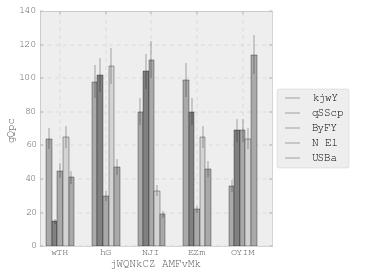 140
120
100
80
60
40
20
0
gQpc
wTH hG NJI EZm OYIM
jWQNkCZ AMFvMk
kjwY
qSScp
ByFY
N El
USBa